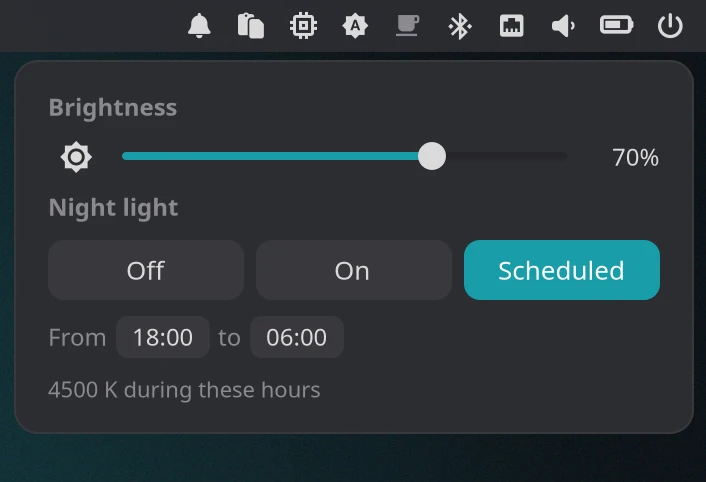 A
Brightness
70%
Night light
Off On Scheduled
From 18:00 to 06:00
4500 K during these hours